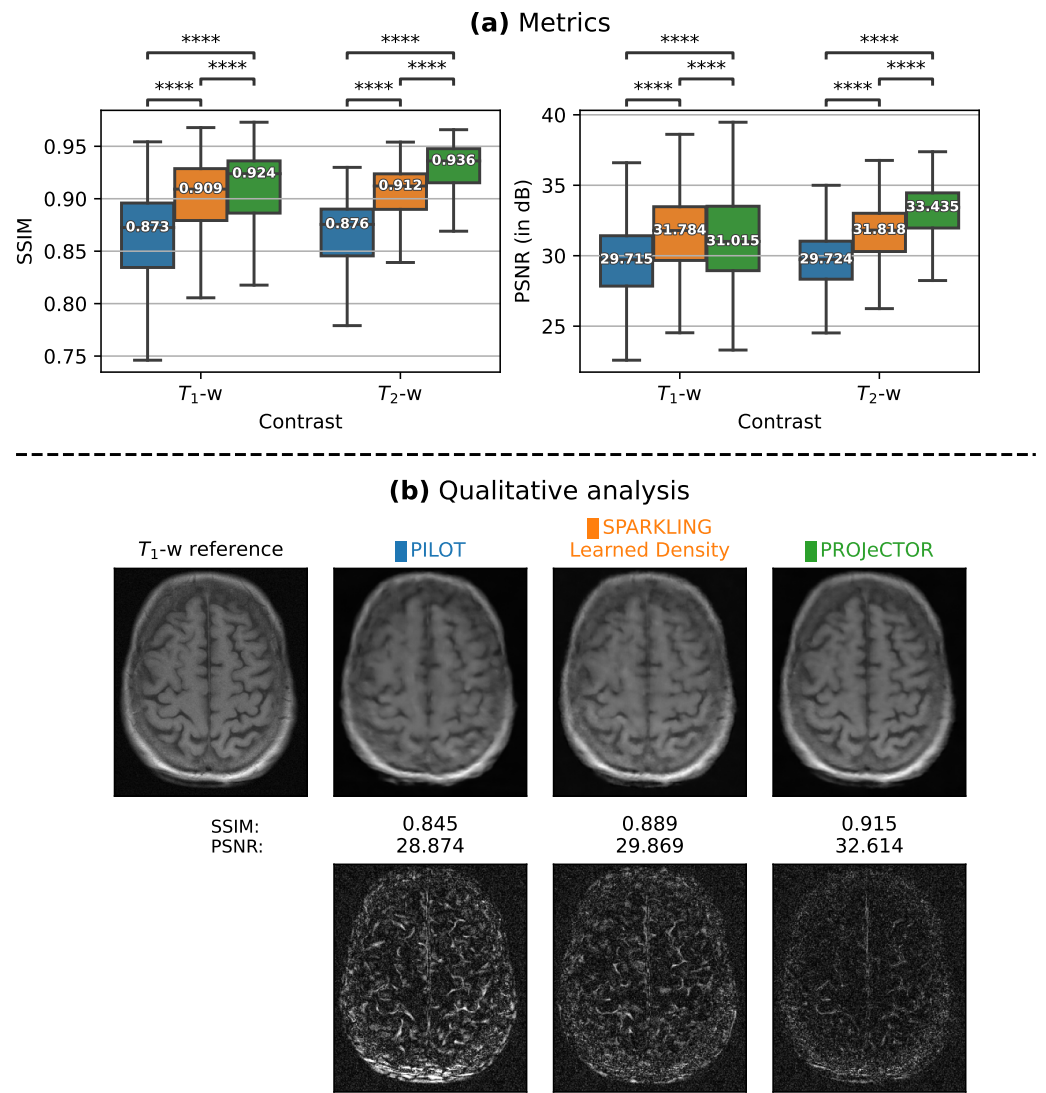 (a) Metrics
**** ****
**** ****
**** ****
SSIM
0.95
0.90
0.85
0.80
0.75
0.873
0.909
0.924
0.876
0.912
0.936
T1-w T2-w
Contrast
**** ****
**** ****
**** ****
PSNR (in dB)
40
35
30
25
29.715
31.784
31.015
29.724
31.818
33.435
T1-w T2-w
Contrast
(b) Qualitative analysis
T1-w reference
PILOT
SPARKLING
Learned Density
PROJeCTOR
SSIM: 0.845 0.889 0.915
PSNR: 28.874 29.869 32.614